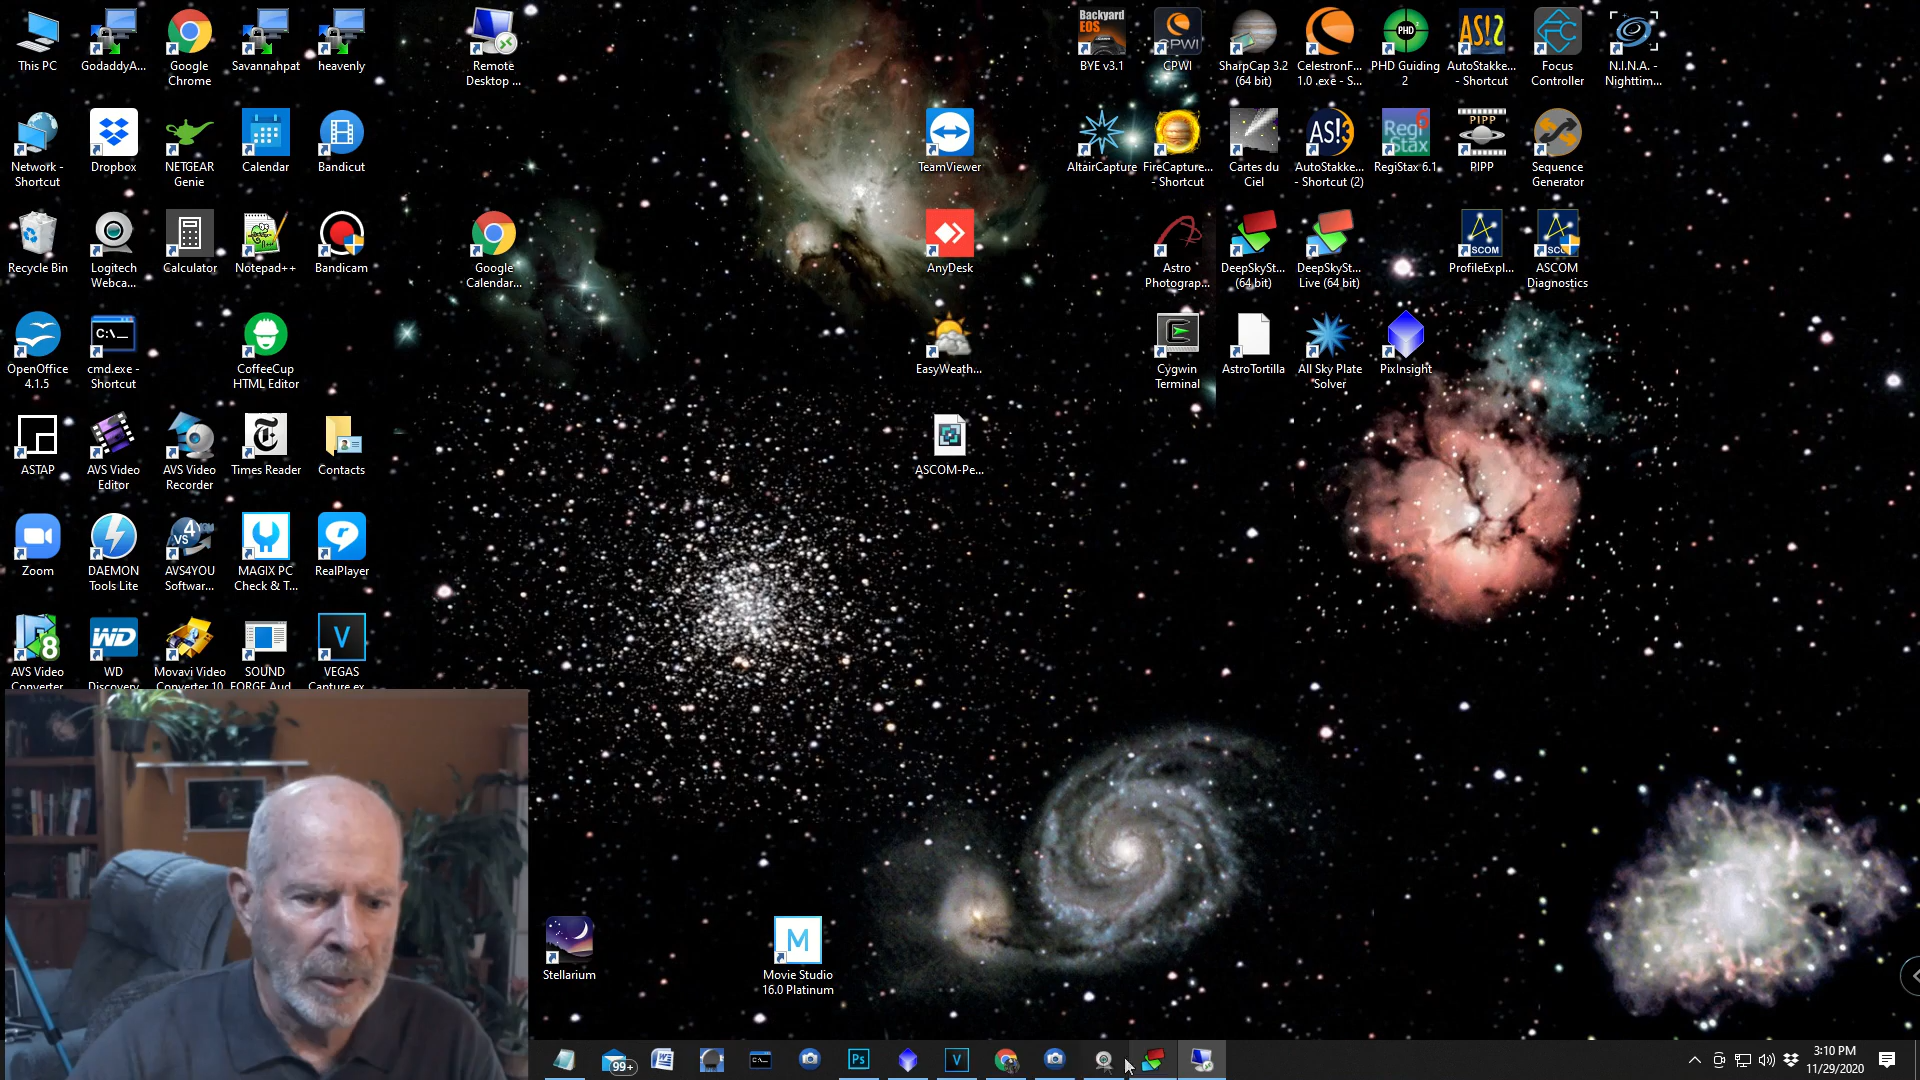 This PC
GodaddyA...
Google
Chrome
Savannahpat
heavenly
Remote
Desktop ...
Backyard
EOS
BYE v3.1
CPWI
CPWI
SharpCap 3.2
(64 bit)
CelestronF...
1.0 .exe - S...
PHD
PHD Guiding
2
AS!2
AutoStakke...
- Shortcut
Focus
Controller
N.I.N.A. -
Nighttim...
Network -
Shortcut
Dropbox
NETGEAR
Genie
Calendar
Bandicut
TeamViewer
AltairCapture
FireCapture...
- Shortcut
Cartes du
Ciel
AS!3
AutoStakke...
- Shortcut (2)
Regi
Stax
6
RegiStax 6.1.
PIPP
PIPP
Sequence
Generator
Recycle Bin
Logitech
Webca...
Calculator
Notepad++
Bandicam
Google
Calendar...
AnyDesk
Astro
Photograp...
DeepSkySt...
(64 bit)
DeepSkySt...
Live (64 bit)
SCOM
ProfileExpl...
ASCOM
Diagnostics
OpenOffice
4.1.5
C:\_
cmd.exe -
Shortcut
CoffeeCup
HTML Editor
EasyWeath...
Cygwin
Terminal
AstroTortilla
All Sky Plate
Solver
PixInsight
ASTAP
AVS Video
Editor
AVS Video
Recorder
Times Reader
Contacts
ASCOM-Pe...
Zoom
DAEMON
Tools Lite
AVS4YOU
Softwar...
MAGIX PC
Check & T...
RealPlayer
8
AVS Video
Converter
WD
WD
Discovery
Movavi Video
Converter 10
SOUND
FORGE Aud...
V
VEGAS
Capture.ex...
Stellarium
M
Movie Studio
16.0 Platinum
99+
Ps
V
3:10 PM
11/29/2020